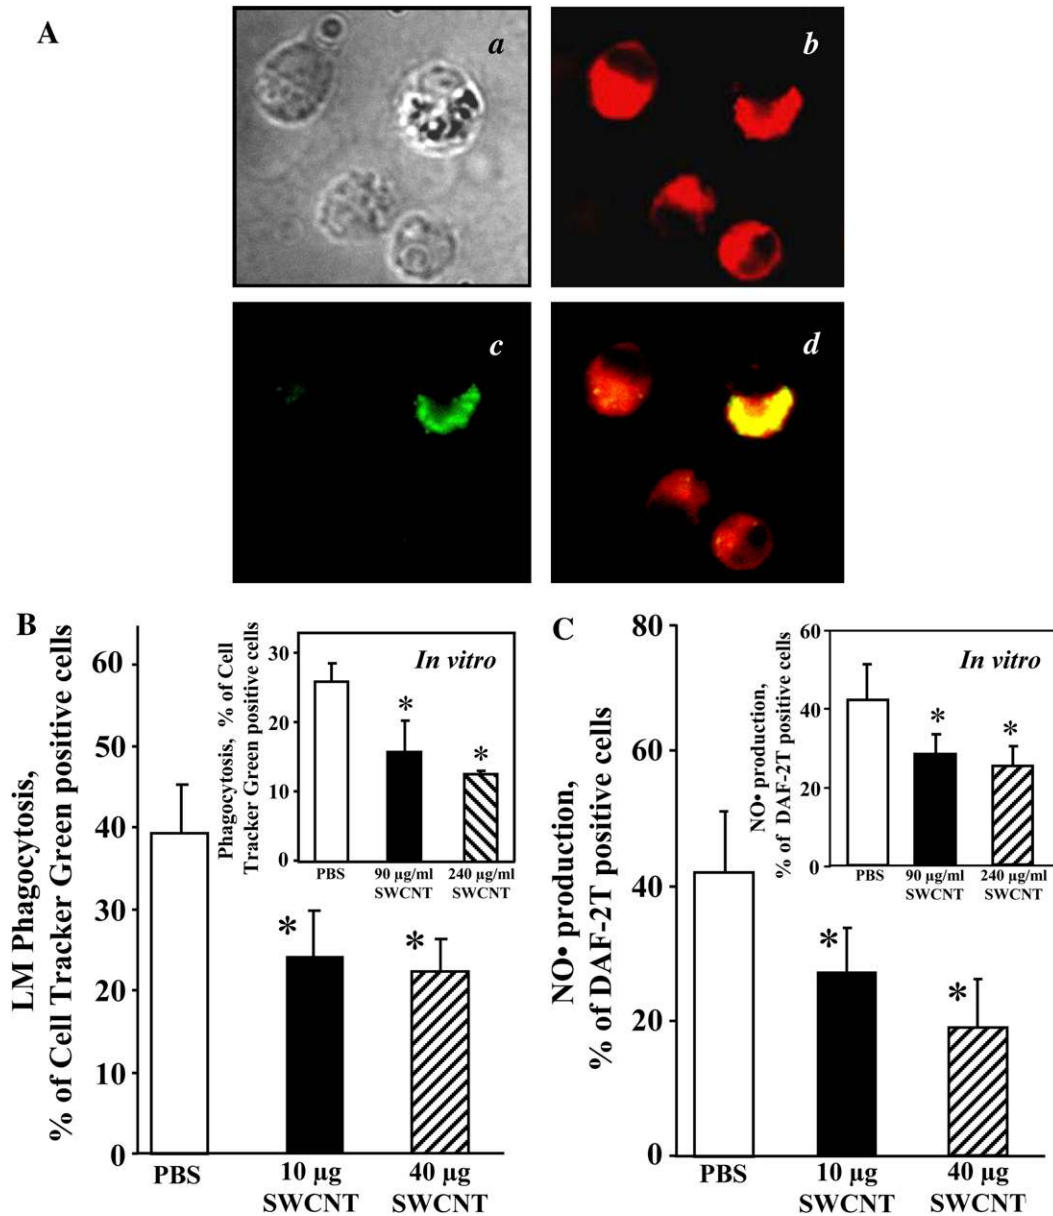 A
a
b
c
d
B
LM Phagocytosis,
% of Cell Tracker Green positive cells
60
50
40
30
20
10
0
PBS
10 µg
SWCNT
40 µg
SWCNT
*
*
Phagocytosis, % of Cell
Tracker Green positive cells
30
20
10
0
In vitro
*
*
PBS
90 µg/ml
SWCNT
240 µg/ml
SWCNT
C
NO• production,
% of DAF-2T positive cells
80
60
40
20
0
PBS
10 µg
SWCNT
40 µg
SWCNT
*
*
NO• production,
% of DAF-2T positive cells
60
40
20
0
In vitro
*
*
PBS
90 µg/ml
SWCNT
240 µg/ml
SWCNT